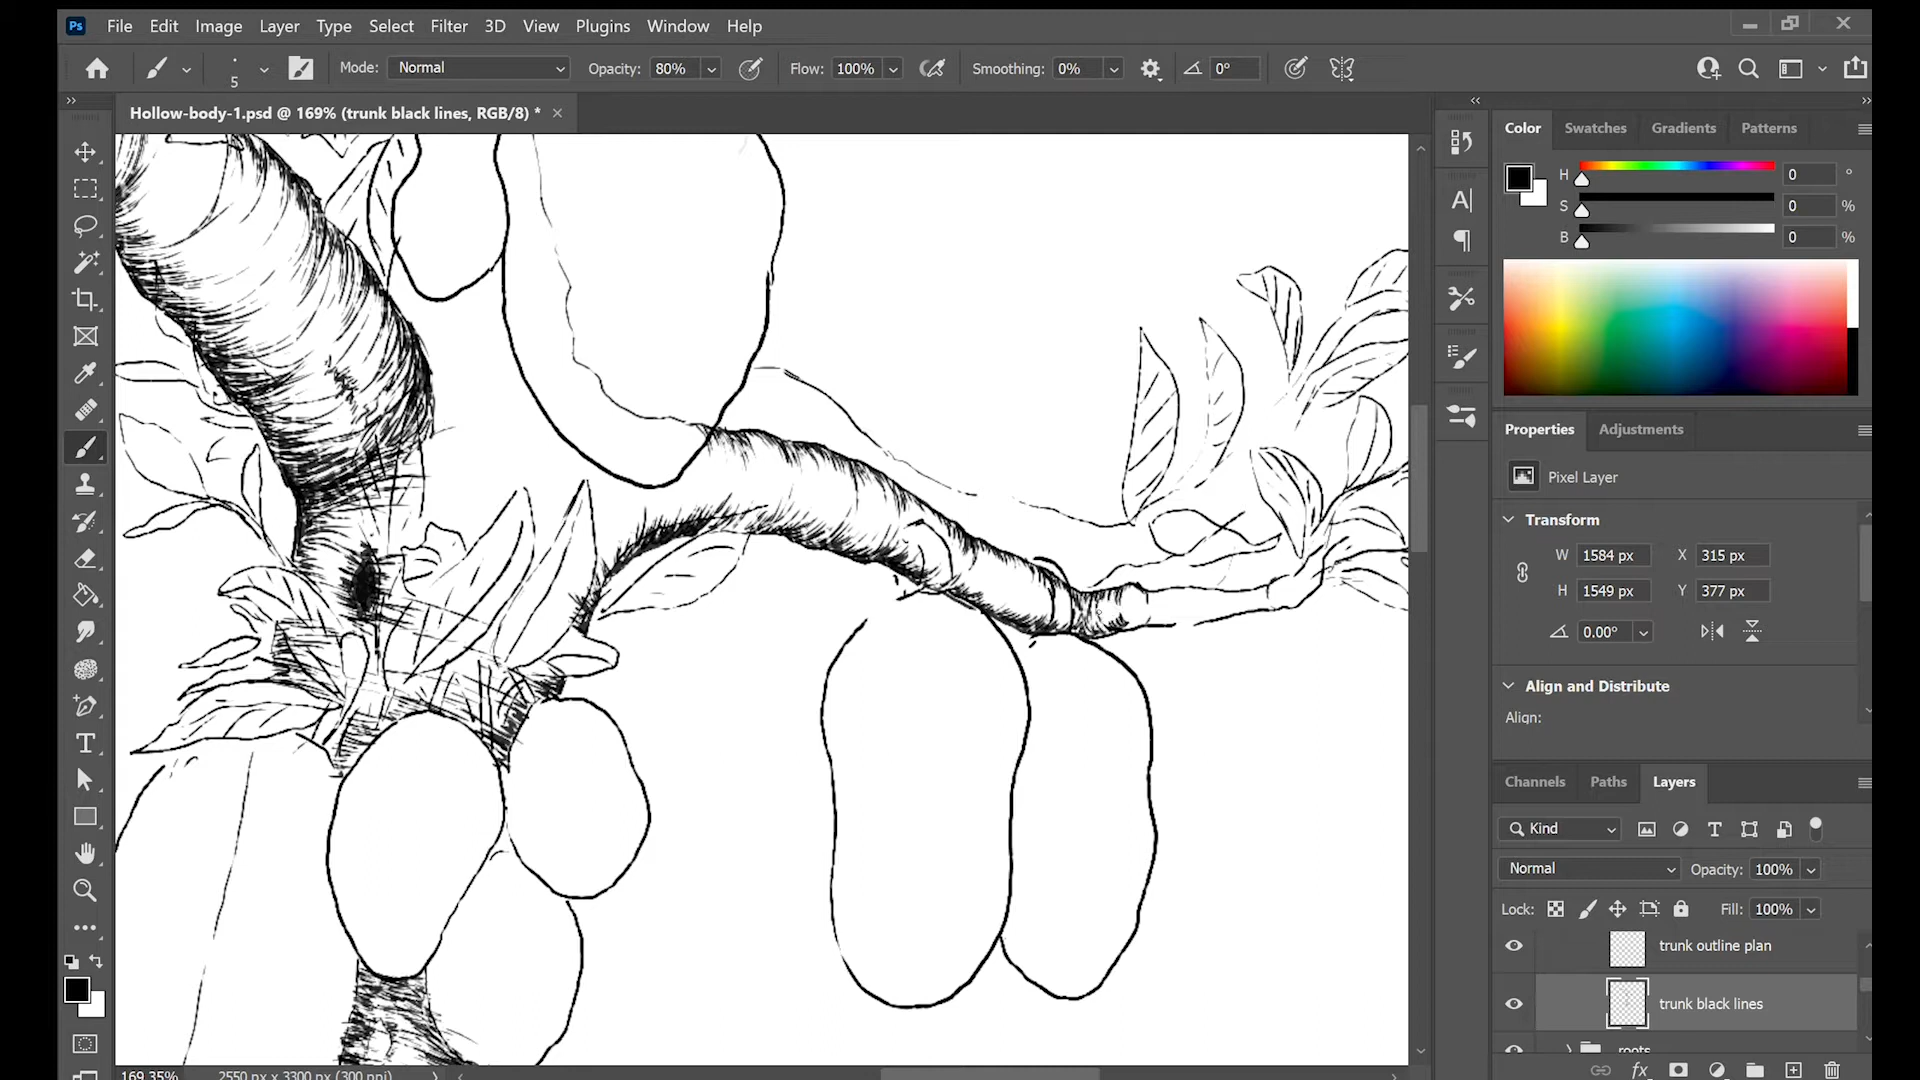 Ps File Edit Image Layer Type Select Filter 3D View Plugins Window Help
5 Mode: Normal Opacity: 80% Flow: 100% Smoothing: 0% 0°
Hollow-body-1.psd @ 169% (trunk black lines, RGB/8) *
Color Swatches Gradients Patterns
H 0 °
S 0 %
B 0 %
Properties Adjustments
Pixel Layer
Transform
W 1584 px X 315 px
H 1549 px Y 377 px
0.00°
Align and Distribute
Align:
Channels Paths Layers
Kind
Normal Opacity: 100%
Lock: Fill: 100%
trunk outline plan
trunk black lines
roots
169.35% 2550 px x 3300 px (300 ppi)